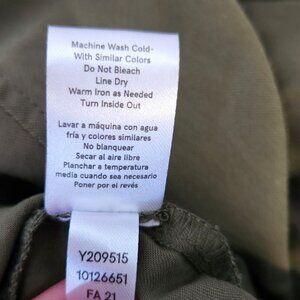 Machine Wash Cold-
With Similar Colors
Do Not Bleach
Line Dry
Warm Iron as Needed
Turn Inside Out
Lavar a máquina con agua
fría y colores similares
No blanquear
Secar al aire libre
Planchar a temperatura
media cuando sea necesario
Poner por el revés
Y209515
10126651
FA 21